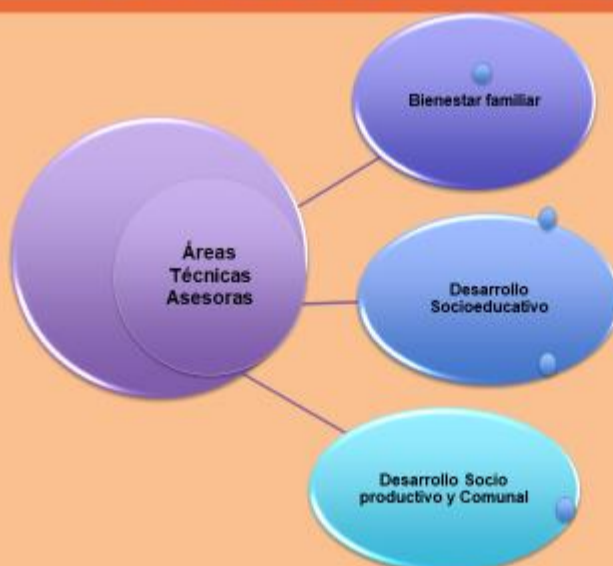 Bienestar familiar
Áreas
Técnicas
Asesoras
Desarrollo
Socioeducativo
Desarrollo Socio
productivo y Comunal